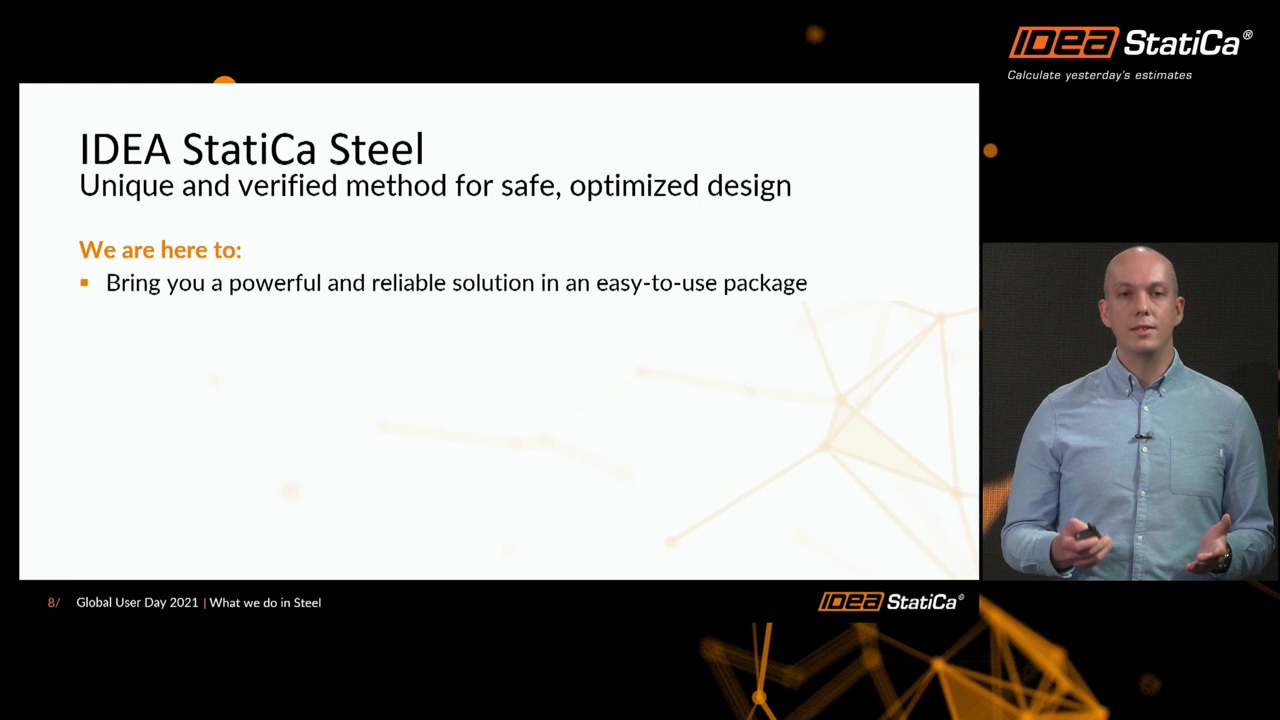 IDEA StatiCa®
Calculate yesterday's estimates
IDEA StatiCa Steel
Unique and verified method for safe, optimized design
We are here to:
▪ Bring you a powerful and reliable solution in an easy-to-use package
8/ Global User Day 2021 | What we do in Steel
IDEA StatiCa®